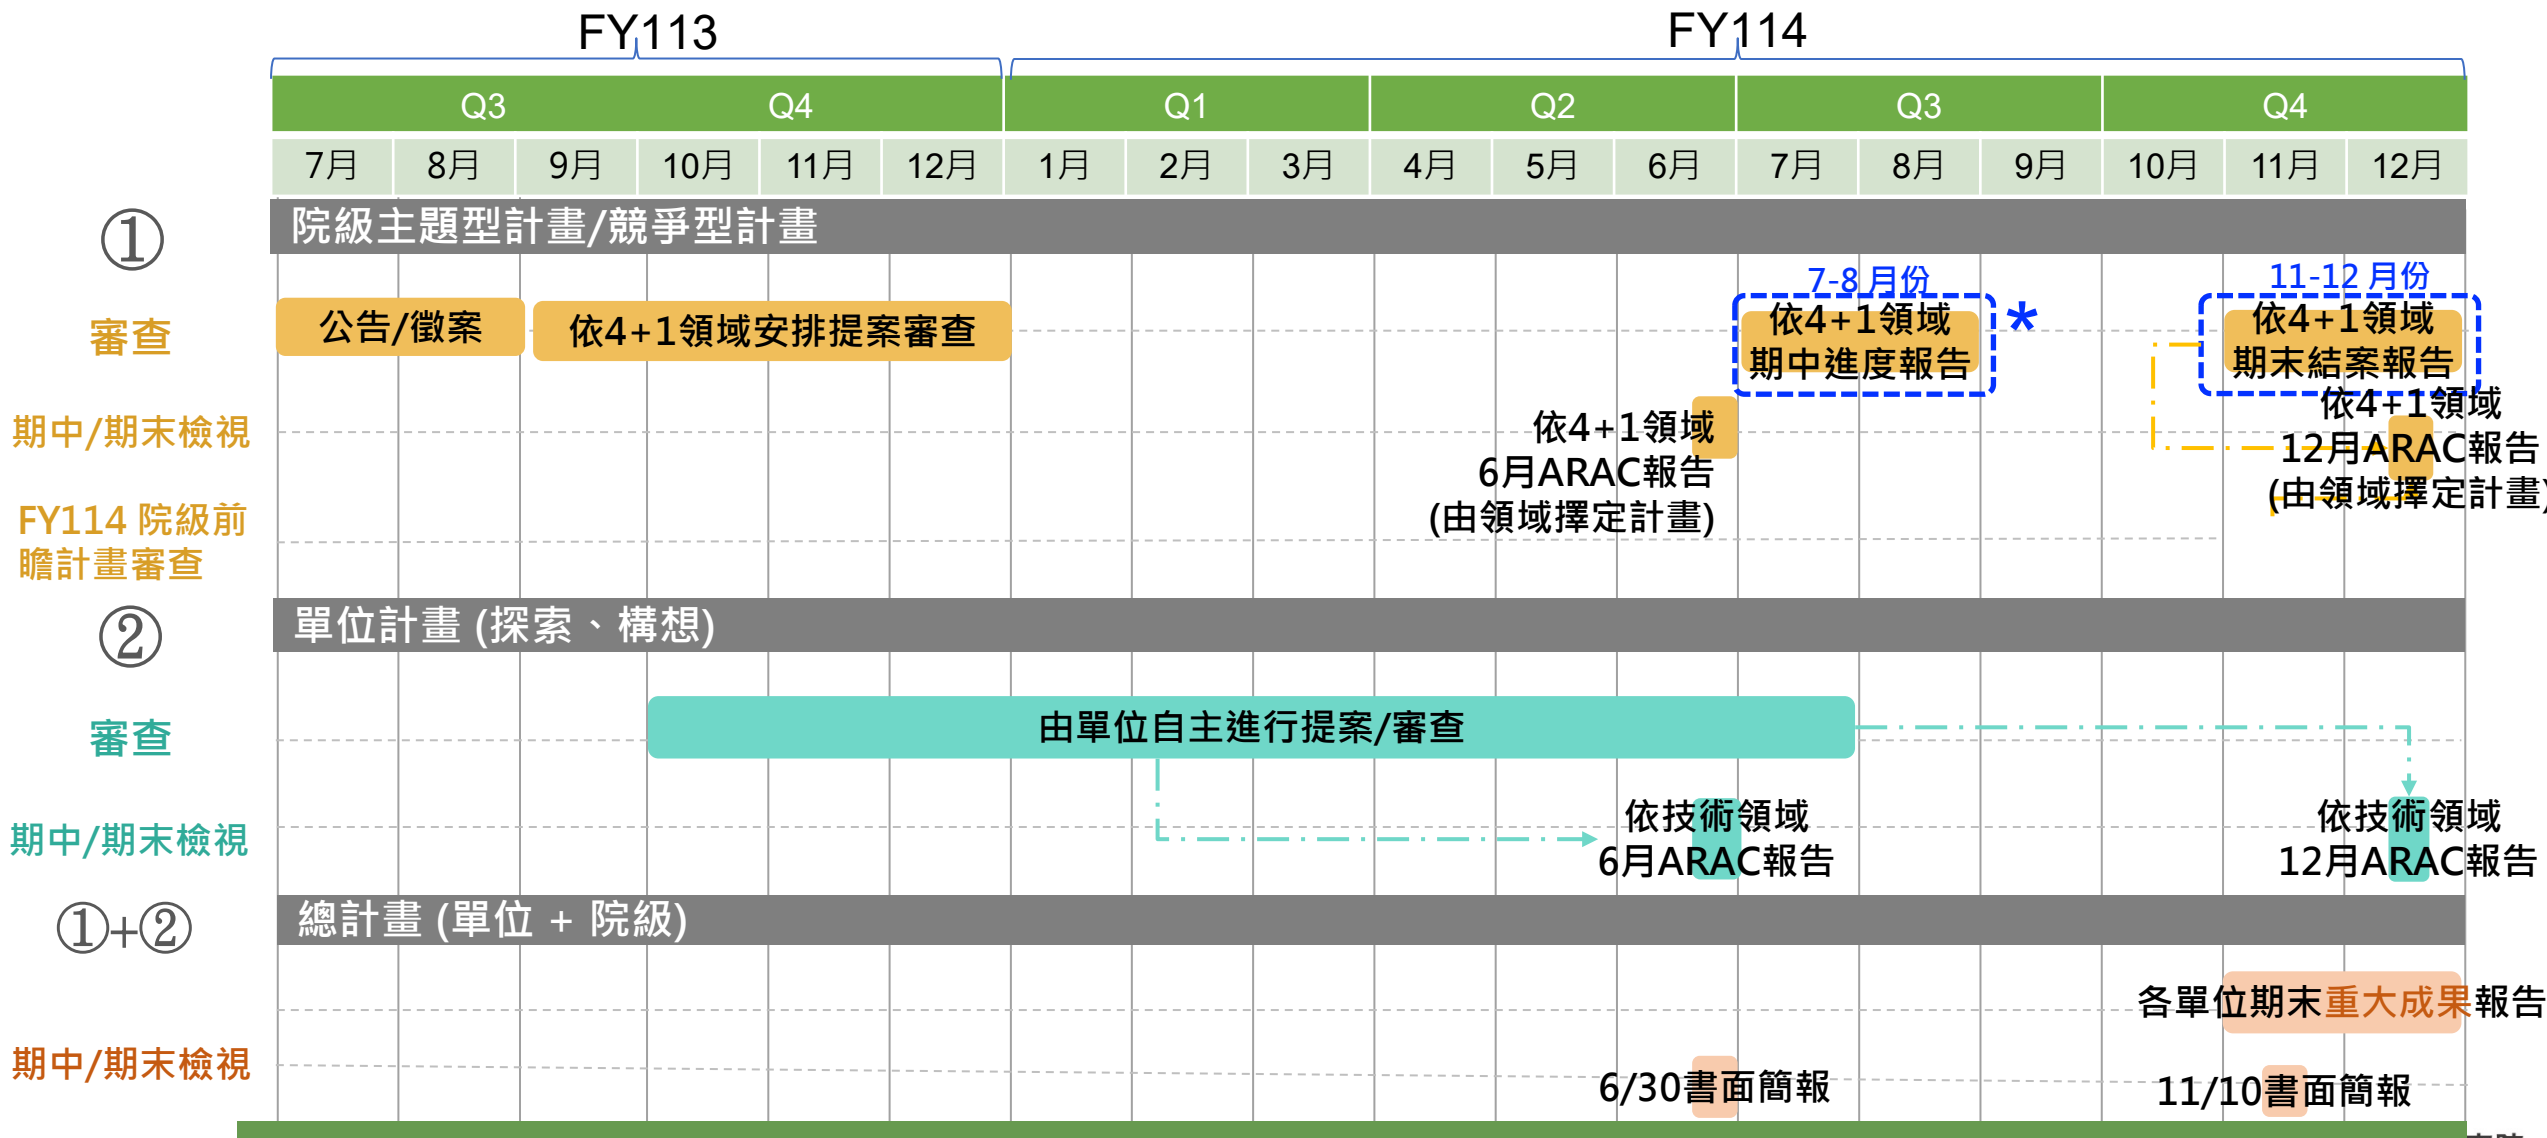 FY113
FY114
Q3
Q4
Q1
Q2
Q3
Q4
7月
8月
9月
10月
11月
12月
1月
2月
3月
4月
5月
6月
7月
8月
9月
10月
11月
12月
①
院級主題型計畫/競爭型計畫
審查
公告/徵案
依4+1領域安排提案審查
7-8 月份
依4+1領域
期中進度報告
*
11-12 月份
依4+1領域
期末結案報告
期中/期末檢視
依4+1領域
6月ARAC報告
(由領域擇定計畫)
依4+1領域
12月ARAC報告
(由領域擇定計畫)
FY114 院級前
瞻計畫審查
②
單位計畫 (探索、構想)
審查
由單位自主進行提案/審查
期中/期末檢視
依技術領域
6月ARAC報告
依技術領域
12月ARAC報告
①+②
總計畫 (單位 + 院級)
各單位期末重大成果報告
期中/期末檢視
6/30書面簡報
11/10書面簡報